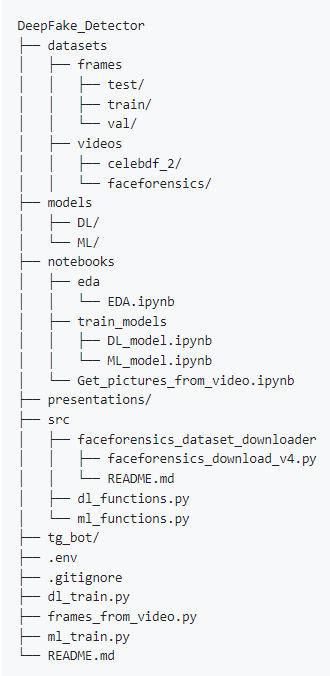 DeepFake_Detector
├── datasets
│   ├── frames
│   │   ├── test/
│   │   ├── train/
│   │   └── val/
│   ├── videos
│   │   ├── celebdf_2/
│   │   └── faceforensics/
├── models
│   ├── DL/
│   └── ML/
├── notebooks
│   ├── eda
│   │   └── EDA.ipynb
│   ├── train_models
│   │   ├── DL_model.ipynb
│   │   ├── ML_model.ipynb
│   └── Get_pictures_from_video.ipynb
├── presentations/
├── src
│   ├── faceforensics_dataset_downloader
│   │   ├── faceforensics_download_v4.py
│   │   └── README.md
│   ├── dl_functions.py
│   └── ml_functions.py
├── tg_bot/
├── .env
├── .gitignore
├── dl_train.py
├── frames_from_video.py
├── ml_train.py
└── README.md